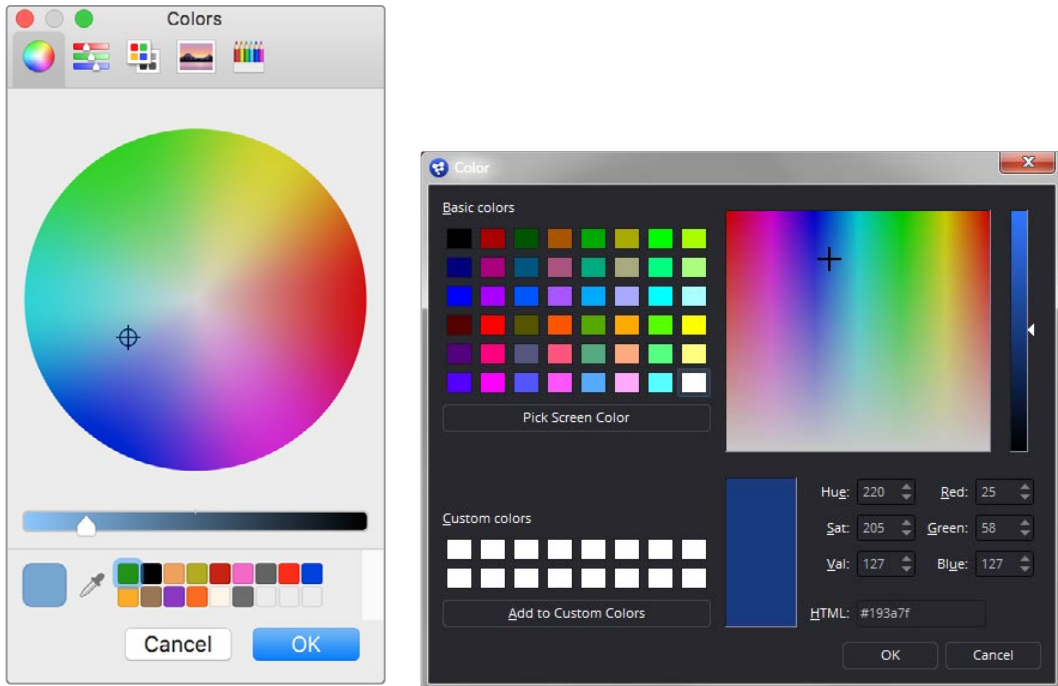 Colors
Cancel
OK
Color
Basic colors
Pick Screen Color
Custom colors
Add to Custom Colors
Hue: 220 Red: 25
Sat: 205 Green: 58
Val: 127 Blue: 127
HTML: #193a7f
OK
Cancel